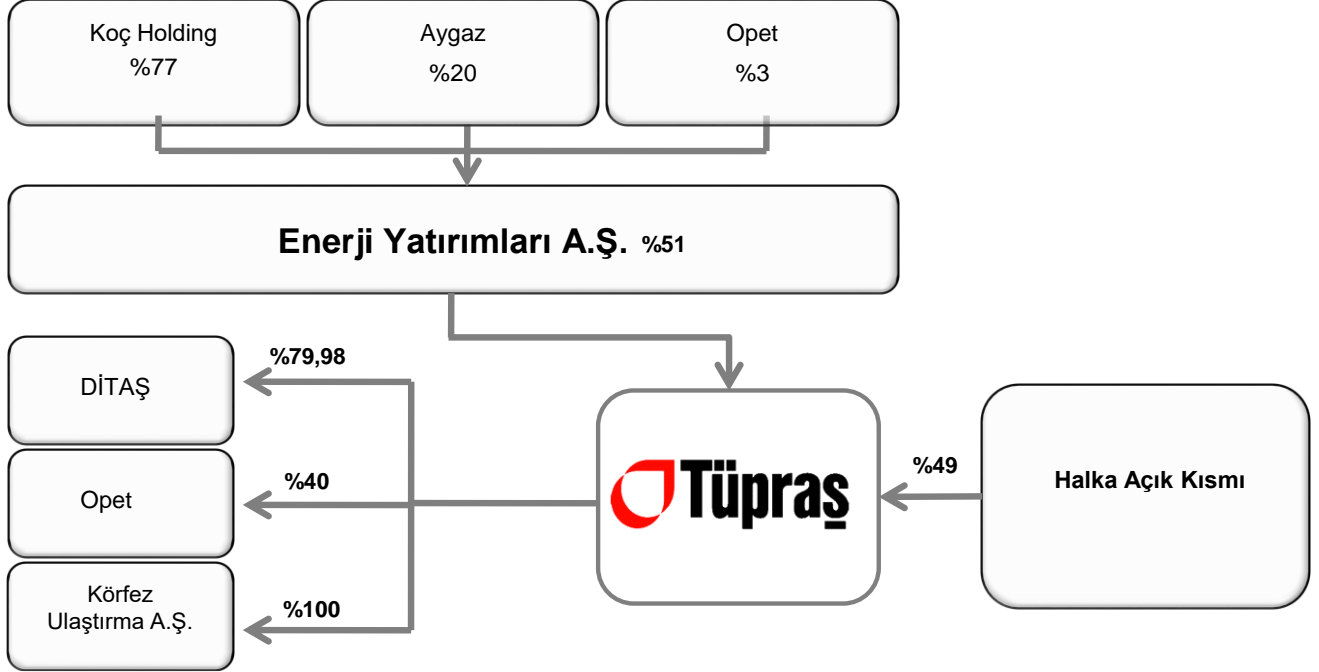 Koç Holding
%77
Aygaz
%20
Opet
%3
Enerji Yatırımları A.Ş. %51
DİTAŞ
%79,98
Opet
%40
Körfez
Ulaştırma A.Ş.
%100
Tüpraş
%49
Halka Açık Kısmı